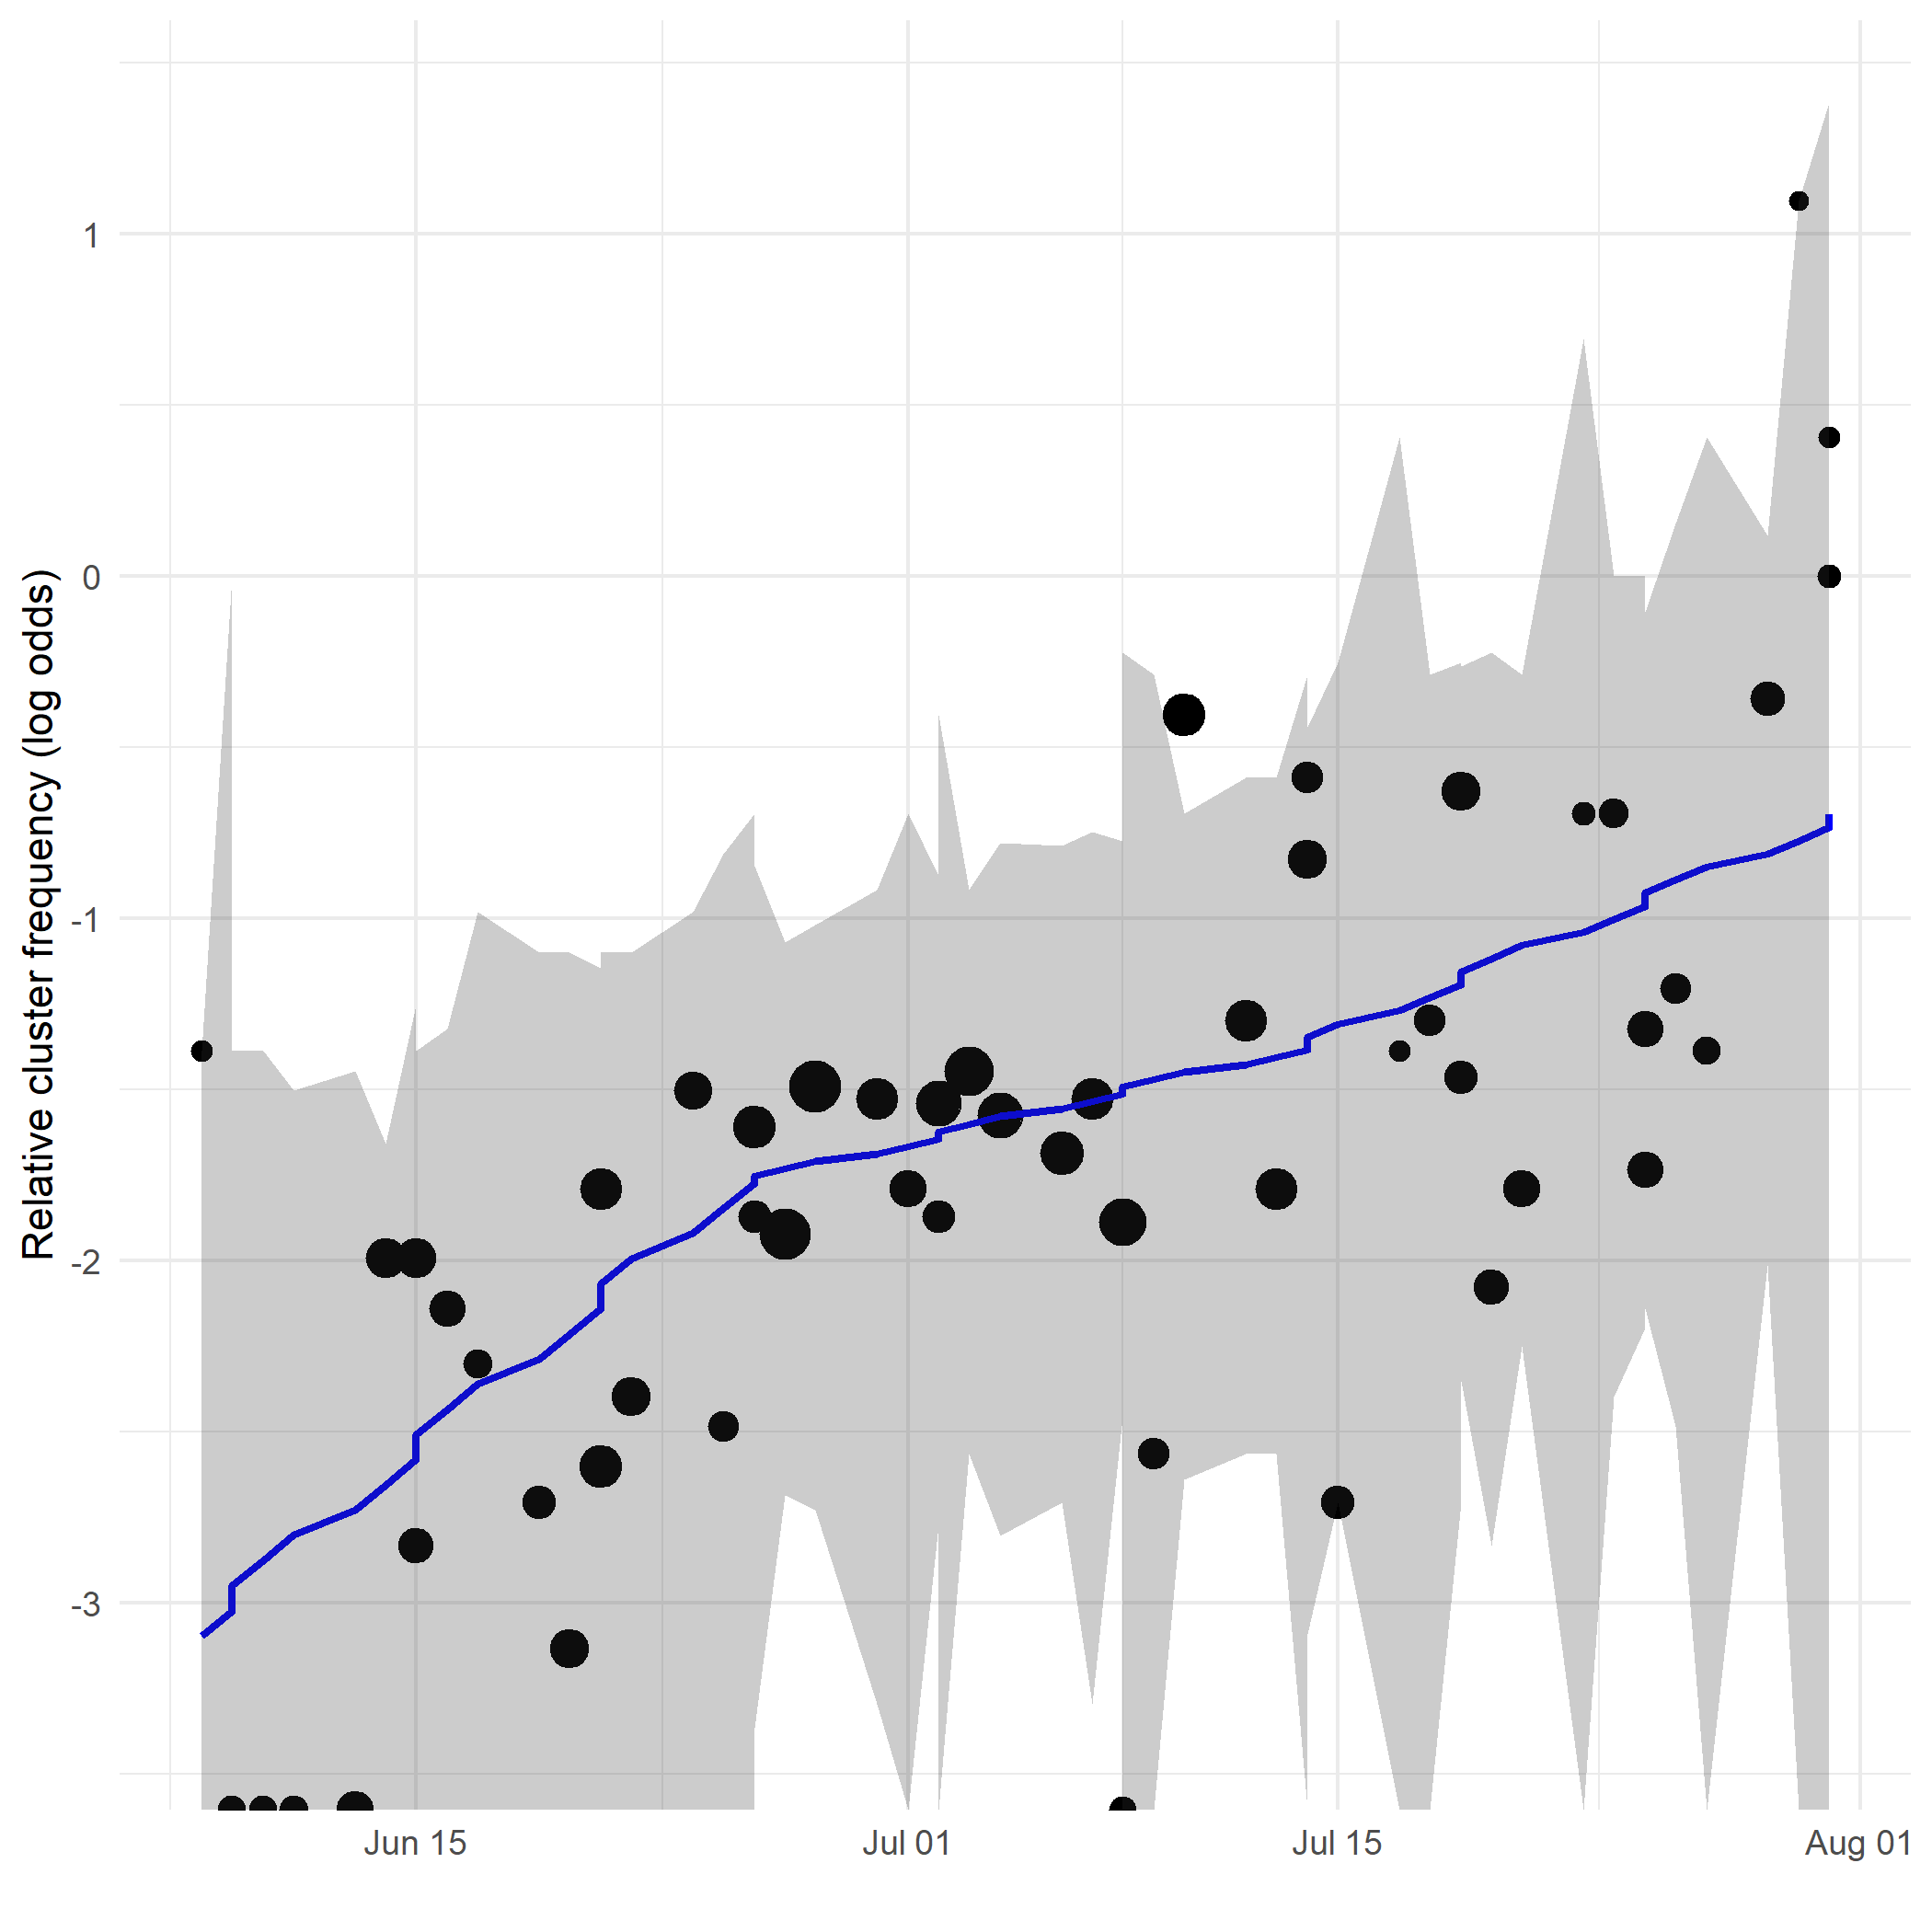 Relative cluster frequency (log odds)
1
0
-1
-2
-3
Jun 15
Jul 01
Jul 15
Aug 01